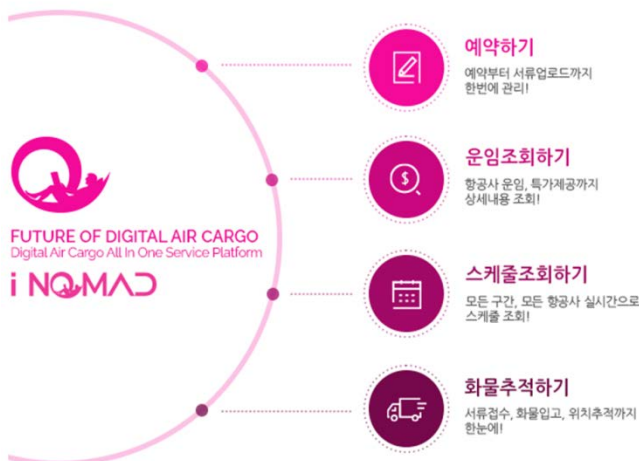 예약하기
예약부터 서류업로드까지
한번에 관리!
운임조회하기
항공사 운임, 특가제공까지
상세내용 조회!
FUTURE OF DIGITAL AIR CARGO
Digital Air Cargo All In One Service Platform
i NOMAD
스케줄조회하기
모든 구간, 모든 항공사 실시간으로
스케줄 조회!
화물추적하기
서류접수, 화물입고, 위치추적까지
한눈에!